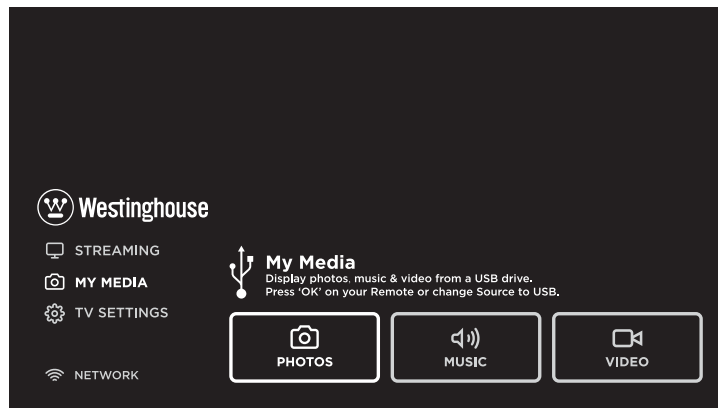 Westinghouse
STREAMING
MY MEDIA
TV SETTINGS
NETWORK
My Media
Display photos, music & video from a USB drive.
Press ‘OK’ on your Remote or change Source to USB.
PHOTOS
MUSIC
VIDEO